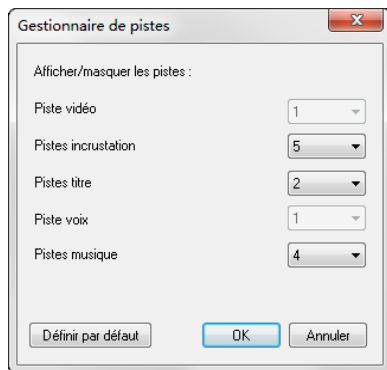 Gestionnaire de pistes
Afficher/masquer les pistes :
Piste vidéo 1
Pistes incrustation 5
Pistes titre 2
Piste voix 1
Pistes musique 4
Définir par défaut OK Annuler